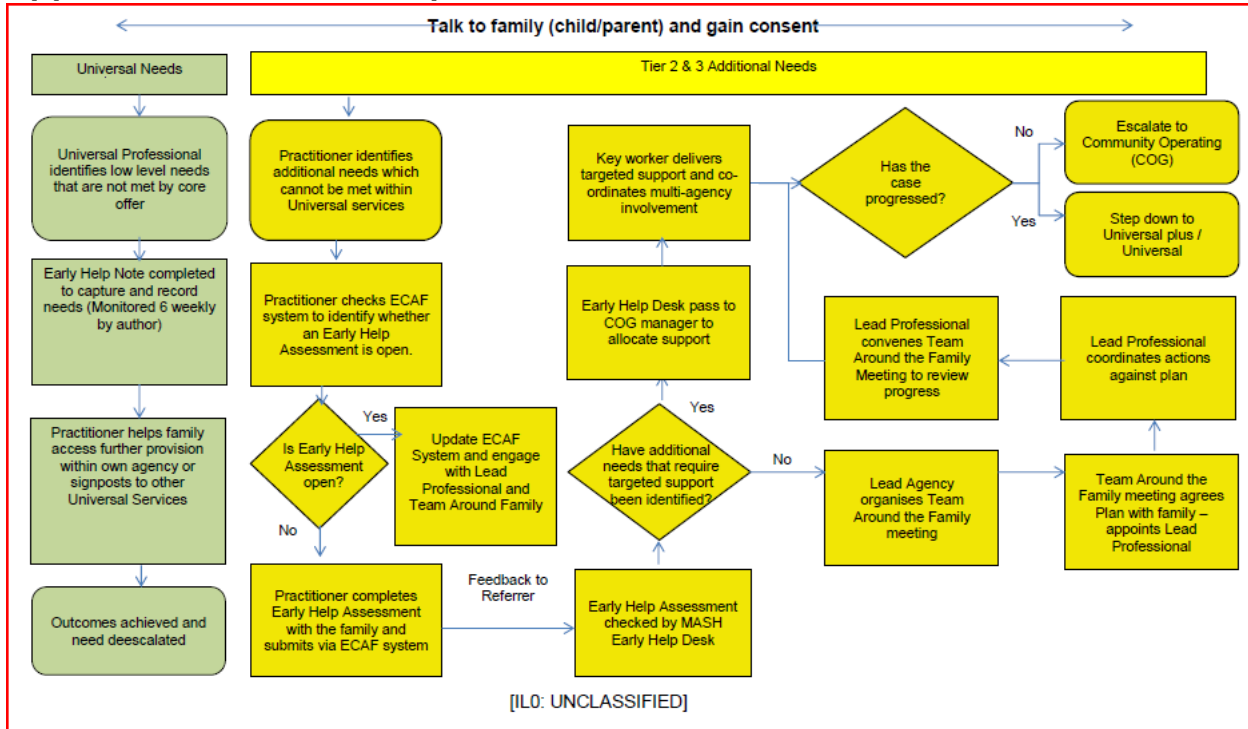 Talk to family (child/parent) and gain consent
Universal Needs
Universal Professional
identifies low level needs
that are not met by core
offer
Early Help Note completed
to capture and record
needs (Monitored 6 weekly
by author)
Practitioner helps family
access further provision
within own agency or
signposts to other
Universal Services
Outcomes achieved and
need deescalated
Tier 2 & 3 Additional Needs
Practitioner identifies
additional needs which
cannot be met within
Universal services
Practitioner checks ECAF
system to identify whether
an Early Help
Assessment is open.
Is Early Help
Assessment
open?
Yes
Update ECAF
System and engage
with Lead
Professional and
Team Around Family
No
Practitioner completes
Early Help Assessment
with the family and
submits via ECAF system
Feedback to
Referrer
Early Help Assessment
checked by MASH
Early Help Desk
Have additional
needs that require
targeted support
been identified?
Yes
Early Help Desk pass to
COG manager to
allocate support
Key worker delivers
targeted support and co-
ordinates multi-agency
involvement
No
Lead Agency
organises Team
Around the Family
meeting
Team Around the
Family meeting agrees
Plan with family –
appoints Lead
Professional
Lead Professional
coordinates actions
against plan
Lead Professional
convenes Team
Around the Family
Meeting to review
progress
Has the
case
progressed?
No
Escalate to
Community Operating
(COG)
Yes
Step down to
Universal plus /
Universal
[IL0: UNCLASSIFIED]